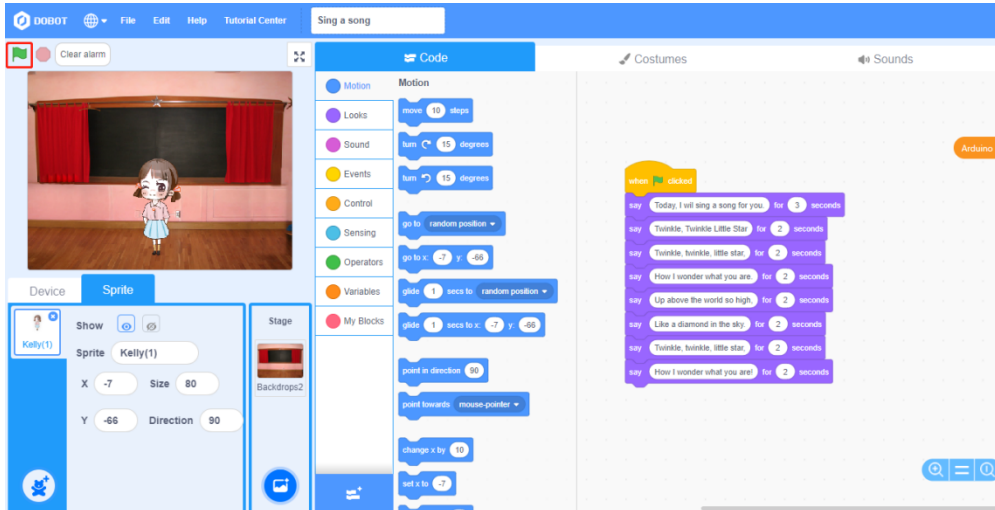 DOBOT File Edit Help Tutorial Center Sing a song
Clear alarm
Code Costumes Sounds
Motion
Looks
Sound
Events
Control
Sensing
Operators
Variables
My Blocks
Motion
move 10 steps
turn 15 degrees
turn 15 degrees
go to random position
go to x: -7 y: -66
glide 1 secs to random position
glide 1 secs to x: -7 y: -66
point in direction 90
point towards mouse-pointer
change x by 10
set x to -7
Arduino
when clicked
say Today, I wil sing a song for you. for 3 seconds
say Twinkle, Twinkle Little Star for 2 seconds
say Twinkle, twinkle, little star, for 2 seconds
say How I wonder what you are. for 2 seconds
say Up above the world so high, for 2 seconds
say Like a diamond in the sky. for 2 seconds
say Twinkle, twinkle, little star, for 2 seconds
say How I wonder what you are! for 2 seconds
Device Sprite
Kelly(1)
Show
Sprite Kelly(1)
X -7 Size 80
Y -66 Direction 90
Stage
Backdrops2